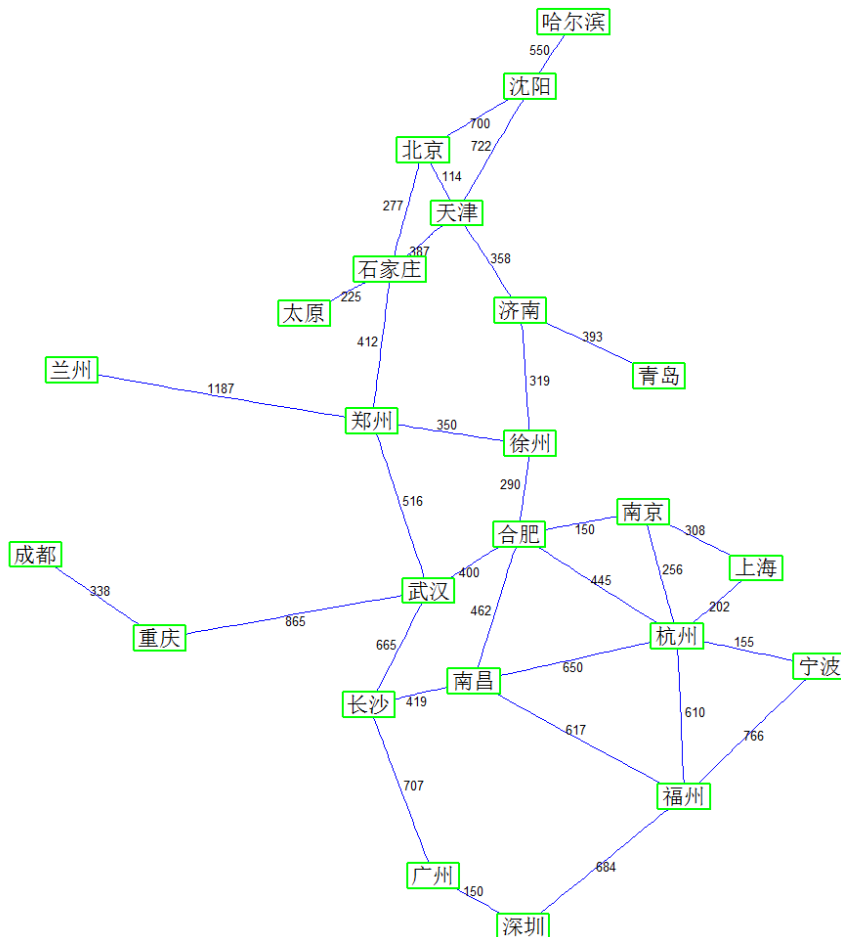 哈尔滨
550
沈阳
700
722
北京
114
277
天津
387
358
石家庄
225
太原
济南
393
412
兰州
1187
319
青岛
郑州
350
徐州
290
516
南京
150
308
合肥
成都
256
上海
400
445
338
武汉
202
462
865
重庆
杭州
155
665
650
宁波
南昌
419
长沙
610
617
766
707
福州
684
广州
150
深圳